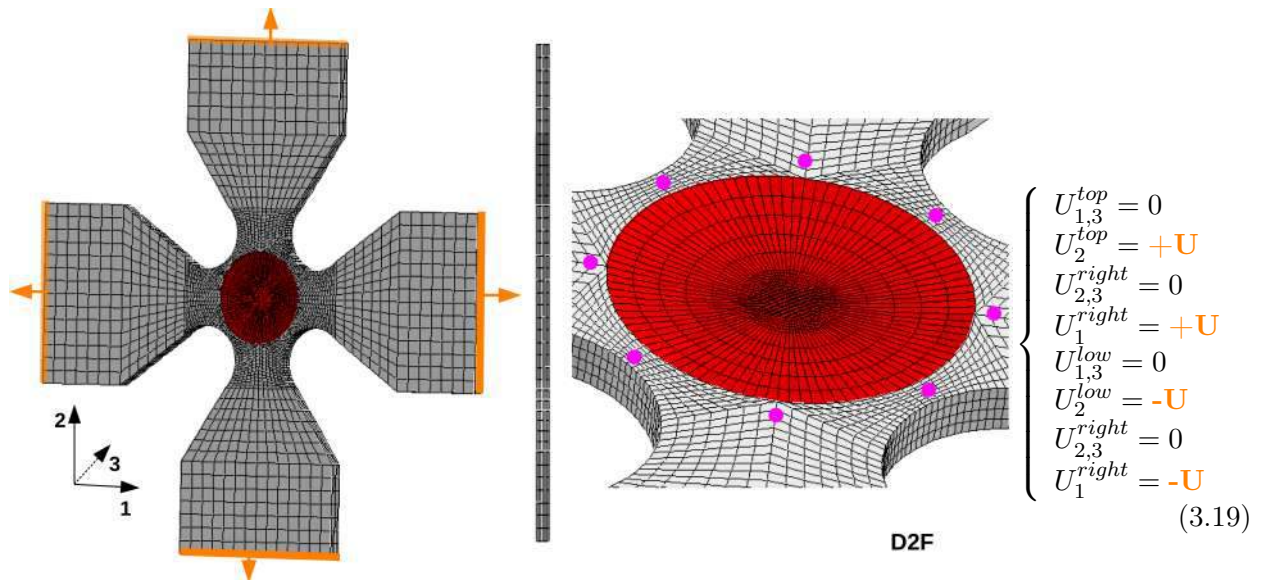 2
3
1
D2F
U_{1,3}^{top} = 0
U_2^{top} = +U
U_{2,3}^{right} = 0
U_1^{right} = +U
U_{1,3}^{low} = 0
U_2^{low} = -U
U_{2,3}^{right} = 0
U_1^{right} = -U
(3.19)